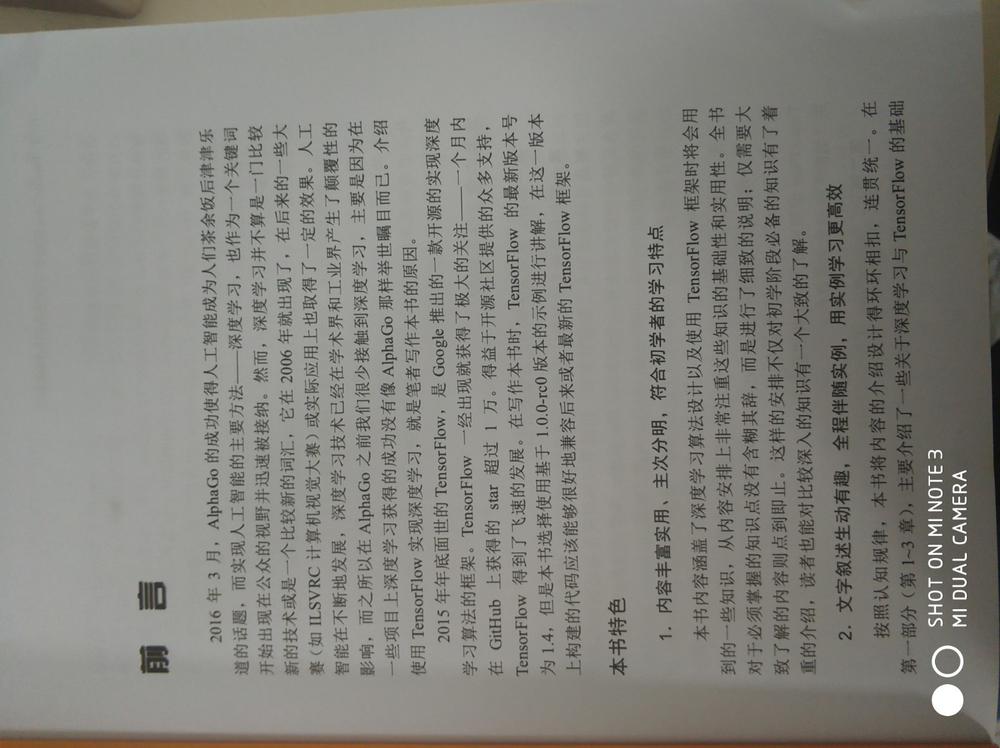 前言
2016 年 3 月，AlphaGo 的成功使得人工智能成为人们茶余饭后津津乐
道的话题，而实现人工智能的主要方法——深度学习，也作为一个关键词
开始出现在公众的视野并迅速被接纳。然而，深度学习并不算是一门比较
新的技术或是一个比较新的词汇，它在 2006 年就出现了，在后来的一些大
赛（如 ILSVRC 计算机视觉大赛）或实际应用上也取得了一定的效果。人工
智能在不断地发展，深度学习技术已经在学术界和工业界产生了颠覆性的
影响，而之所以在 AlphaGo 之前我们很少接触到深度学习，主要是因为在
一些项目上深度学习获得的成功没有像 AlphaGo 那样举世瞩目而已。介绍
使用 TensorFlow 实现深度学习，就是笔者写作本书的原因。
2015 年年底面世的 TensorFlow，是 Google 推出的一款开源的实现深度
学习算法的框架。TensorFlow 一经出现就获得了极大的关注——一个月内
在 GitHub 上获得的 star 超过 1 万。得益于开源社区提供的众多支持，
TensorFlow 得到了飞速的发展。在写作本书时，TensorFlow 的最新版本号
为 1.4，但是本书选择使用基于 1.0.0-rc0 版本的示例进行讲解，在这一版本
上构建的代码应该能够很好地兼容后来或者最新的 TensorFlow 框架。
本书特色
1．内容丰富实用、主次分明，符合初学者的学习特点
本书内容涵盖了深度学习算法设计以及使用 TensorFlow 框架时将会用
到的一些知识，从内容安排上非常注重这些知识的基础性和实用性。全书
对于必须掌握的知识点没有含糊其辞，而是进行了细致的说明；仅需要大
致了解的内容则点到即止。这样的安排不仅对初学阶段必备的知识有了着
重的介绍，读者也能对比较深入的知识有一个大致的了解。
2．文字叙述生动有趣，全程伴随实例，用实例学习更高效
按照认知规律，本书将内容的介绍设计得环环相扣，连贯统一。在
第一部分（第 1~3 章），主要介绍了一些关于深度学习与 TensorFlow 的基础
SHOT ON MI NOTE 3
MI DUAL CAMERA